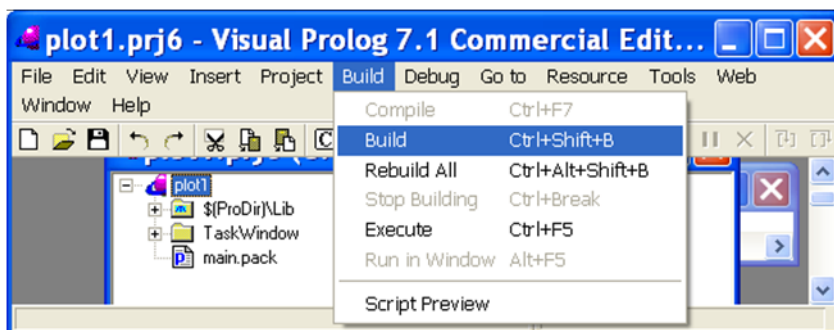 plot1.prj6 - Visual Prolog 7.1 Commercial Edit...
File Edit View Insert Project Build Debug Go to Resource Tools Web
Window Help
Compile Ctrl+F7
Build Ctrl+Shift+B
Rebuild All Ctrl+Alt+Shift+B
Stop Building Ctrl+Break
Execute Ctrl+F5
Run in Window Alt+F5
Script Preview
plot1
$(ProDir)\Lib
TaskWindow
main.pack